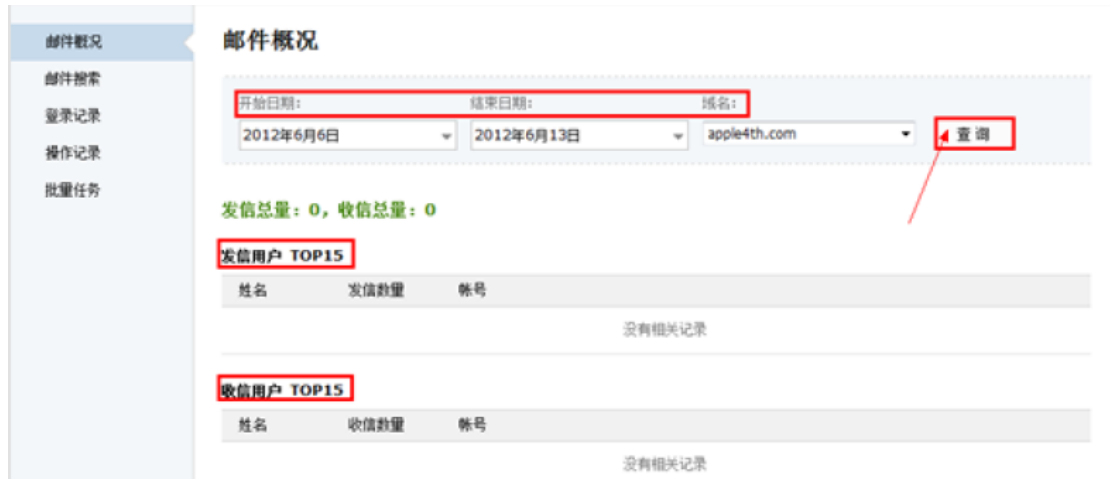 邮件概况
邮件搜索
登录记录
操作记录
批量任务
邮件概况
开始日期: 结束日期: 域名:
2012年6月6日 2012年6月13日 apple4th.com 查 询
发信总量: 0, 收信总量: 0
发信用户 TOP15
姓名 发信数量 帐号
没有相关记录
收信用户 TOP15
姓名 收信数量 帐号
没有相关记录